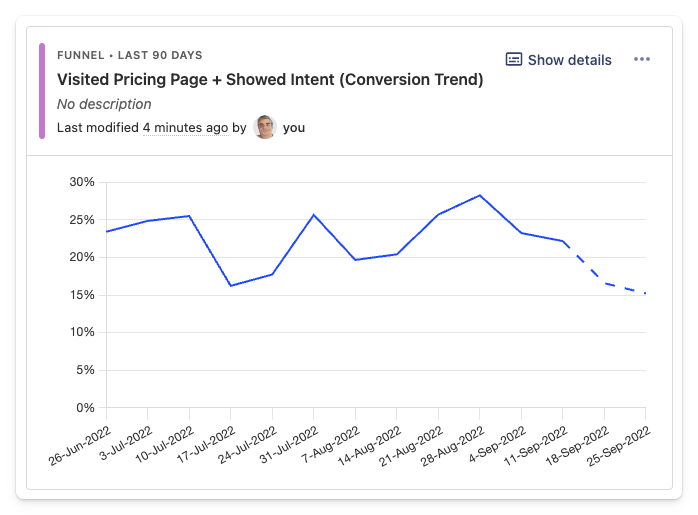 FUNNEL • LAST 90 DAYS
Show details
Visited Pricing Page + Showed Intent (Conversion Trend)
No description
Last modified 4 minutes ago by you
30%
25%
20%
15%
10%
5%
0%
26-Jun-2022 3-Jul-2022 10-Jul-2022 17-Jul-2022 24-Jul-2022 31-Jul-2022 7-Aug-2022 14-Aug-2022 21-Aug-2022 28-Aug-2022 4-Sep-2022 11-Sep-2022 18-Sep-2022 25-Sep-2022